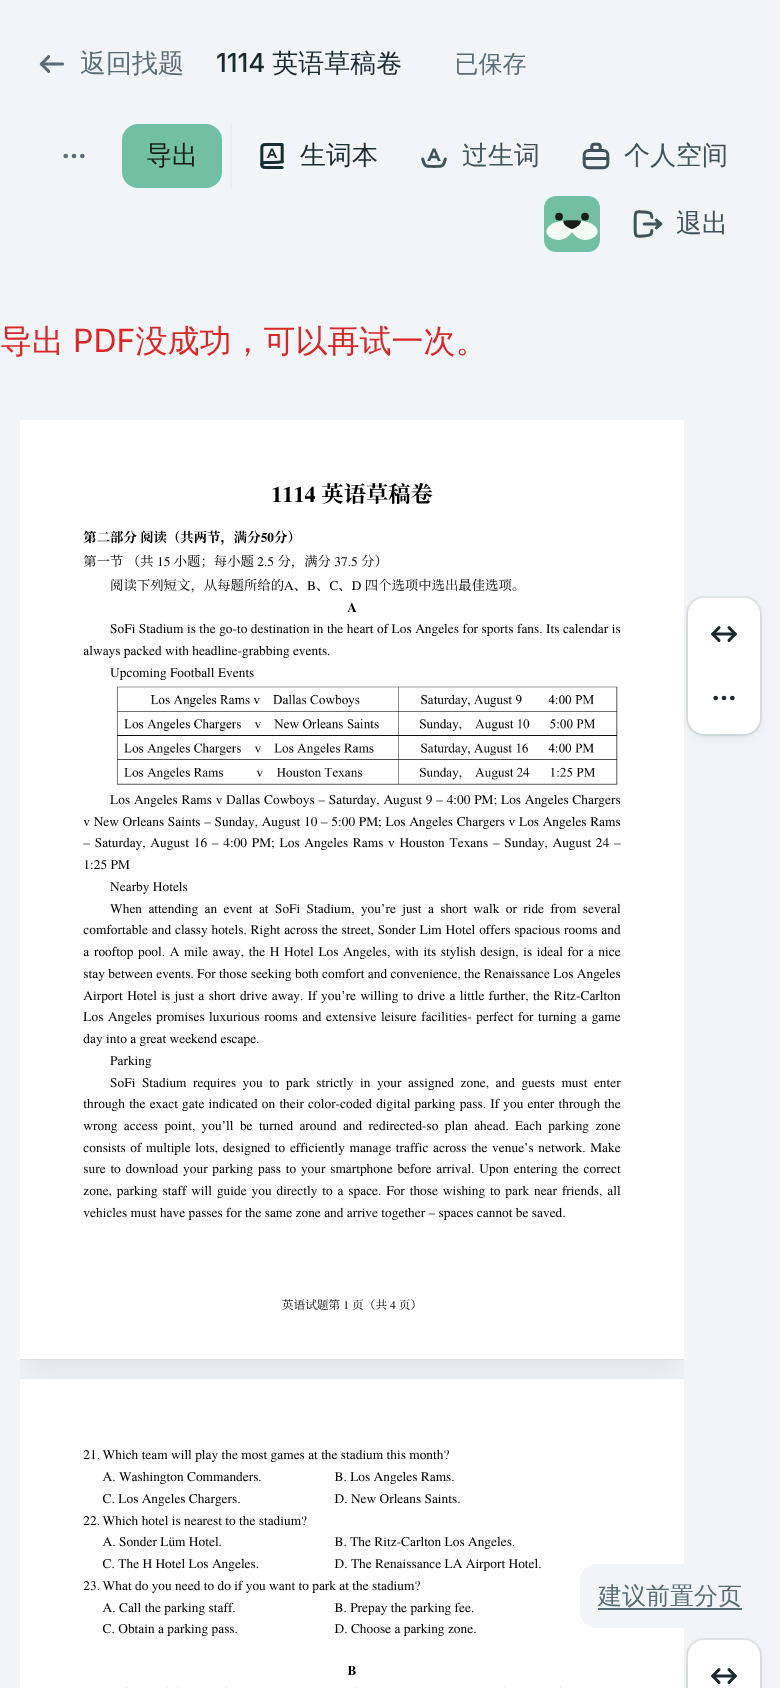 返回找题 1114 英语草稿卷 已保存
... 导出 生词本 过生词 个人空间
退出
导出 PDF没成功，可以再试一次。
1114 英语草稿卷
第二部分 阅读（共两节，满分50分）
第一节 （共 15 小题；每小题 2.5 分，满分 37.5 分）
阅读下列短文，从每题所给的A、B、C、D 四个选项中选出最佳选项。
A
SoFi Stadium is the go-to destination in the heart of Los Angeles for sports fans. Its calendar is
always packed with headline-grabbing events.
Upcoming Football Events
Los Angeles Rams v Dallas Cowboys Saturday, August 9 4:00 PM
Los Angeles Chargers v New Orleans Saints Sunday, August 10 5:00 PM
Los Angeles Chargers v Los Angeles Rams Saturday, August 16 4:00 PM
Los Angeles Rams v Houston Texans Sunday, August 24 1:25 PM
Los Angeles Rams v Dallas Cowboys – Saturday, August 9 – 4:00 PM; Los Angeles Chargers
v New Orleans Saints – Sunday, August 10 – 5:00 PM; Los Angeles Chargers v Los Angeles Rams
– Saturday, August 16 – 4:00 PM; Los Angeles Rams v Houston Texans – Sunday, August 24 –
1:25 PM
Nearby Hotels
When attending an event at SoFi Stadium, you’re just a short walk or ride from several
comfortable and classy hotels. Right across the street, Sonder Lim Hotel offers spacious rooms and
a rooftop pool. A mile away, the H Hotel Los Angeles, with its stylish design, is ideal for a nice
stay between events. For those seeking both comfort and convenience, the Renaissance Los Angeles
Airport Hotel is just a short drive away. If you’re willing to drive a little further, the Ritz-Carlton
Los Angeles promises luxurious rooms and extensive leisure facilities- perfect for turning a game
day into a great weekend escape.
Parking
SoFi Stadium requires you to park strictly in your assigned zone, and guests must enter
through the exact gate indicated on their color-coded digital parking pass. If you enter through the
wrong access point, you’ll be turned around and redirected-so plan ahead. Each parking zone
consists of multiple lots, designed to efficiently manage traffic across the venue’s network. Make
sure to download your parking pass to your smartphone before arrival. Upon entering the correct
zone, parking staff will guide you directly to a space. For those wishing to park near friends, all
vehicles must have passes for the same zone and arrive together – spaces cannot be saved.
英语试题第 1 页（共 4 页）
21. Which team will play the most games at the stadium this month?
A. Washington Commanders. B. Los Angeles Rams.
C. Los Angeles Chargers. D. New Orleans Saints.
22. Which hotel is nearest to the stadium?
A. Sonder Lüm Hotel. B. The Ritz-Carlton Los Angeles.
C. The H Hotel Los Angeles. D. The Renaissance LA Airport Hotel.
23. What do you need to do if you want to park at the stadium?
A. Call the parking staff. B. Prepay the parking fee.
C. Obtain a parking pass. D. Choose a parking zone.
建议前置分页
B